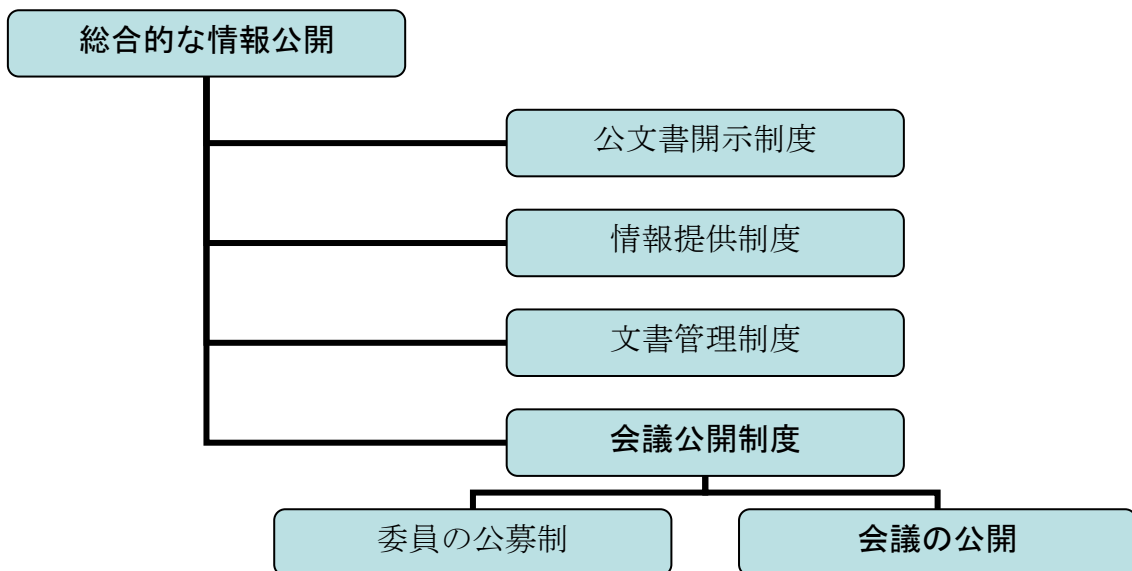 総合的な情報公開
公文書開示制度
情報提供制度
文書管理制度
会議公開制度
委員の公募制
会議の公開